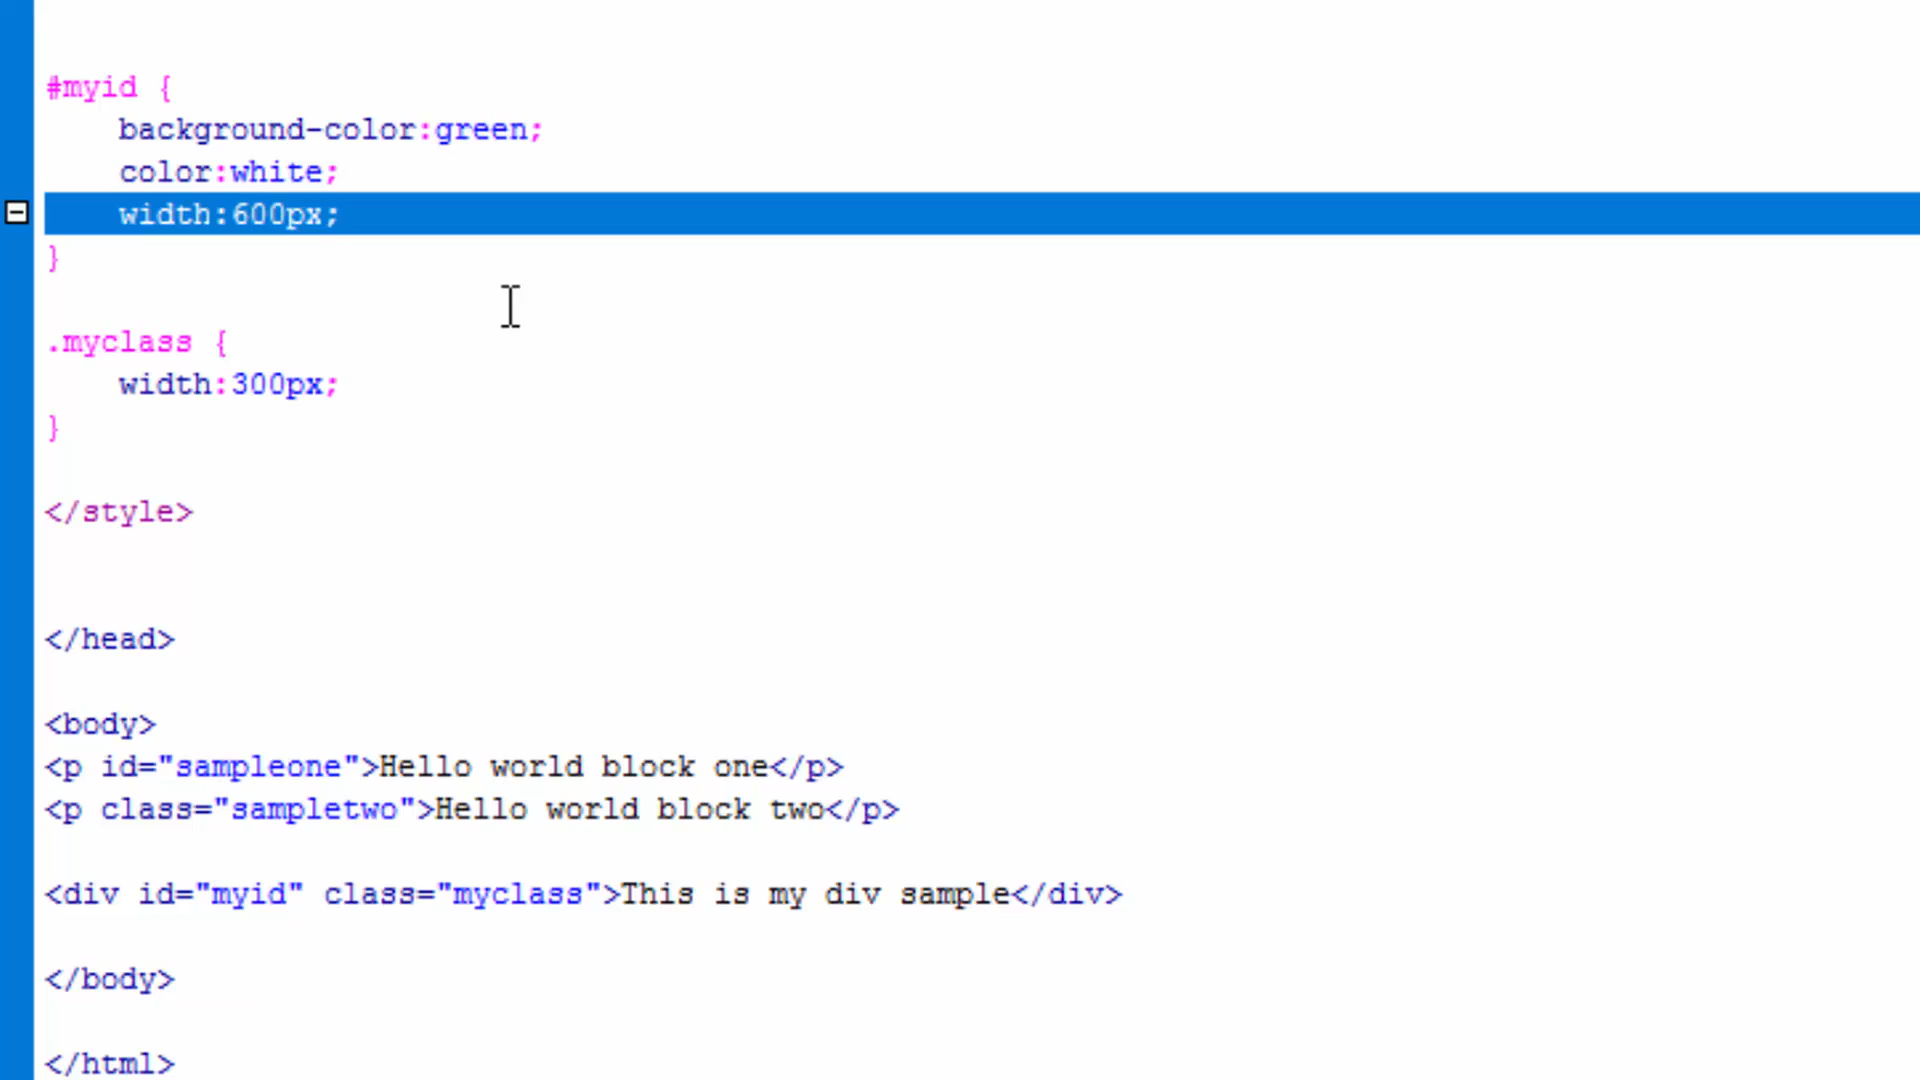 #myid {
    background-color:green;
    color:white;
    width:600px;
}
.myclass {
    width:300px;
}
</style>
</head>
<body>
<p id="sampleone">Hello world block one</p>
<p class="sampletwo">Hello world block two</p>
<div id="myid" class="myclass">This is my div sample</div>
</body>
</html>